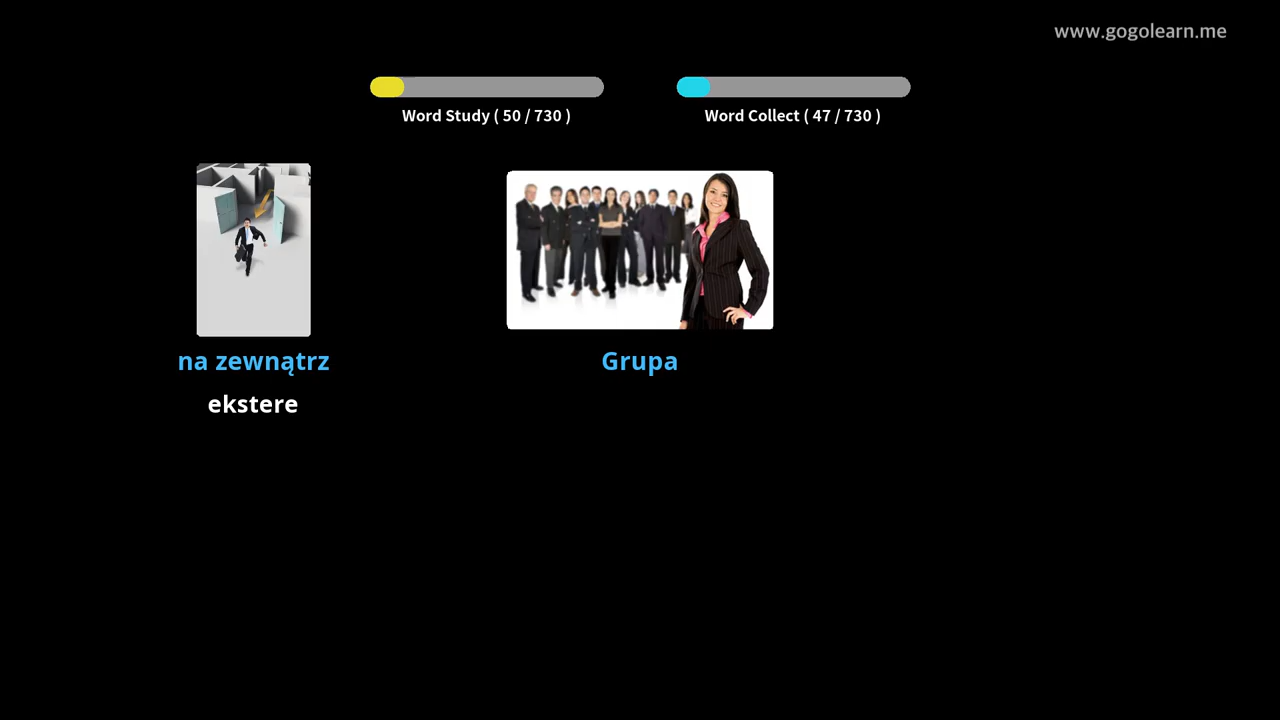 www.gogolearn.me
Word Study ( 50 / 730 )
Word Collect ( 47 / 730 )
na zewnątrz
Grupa
ekstere